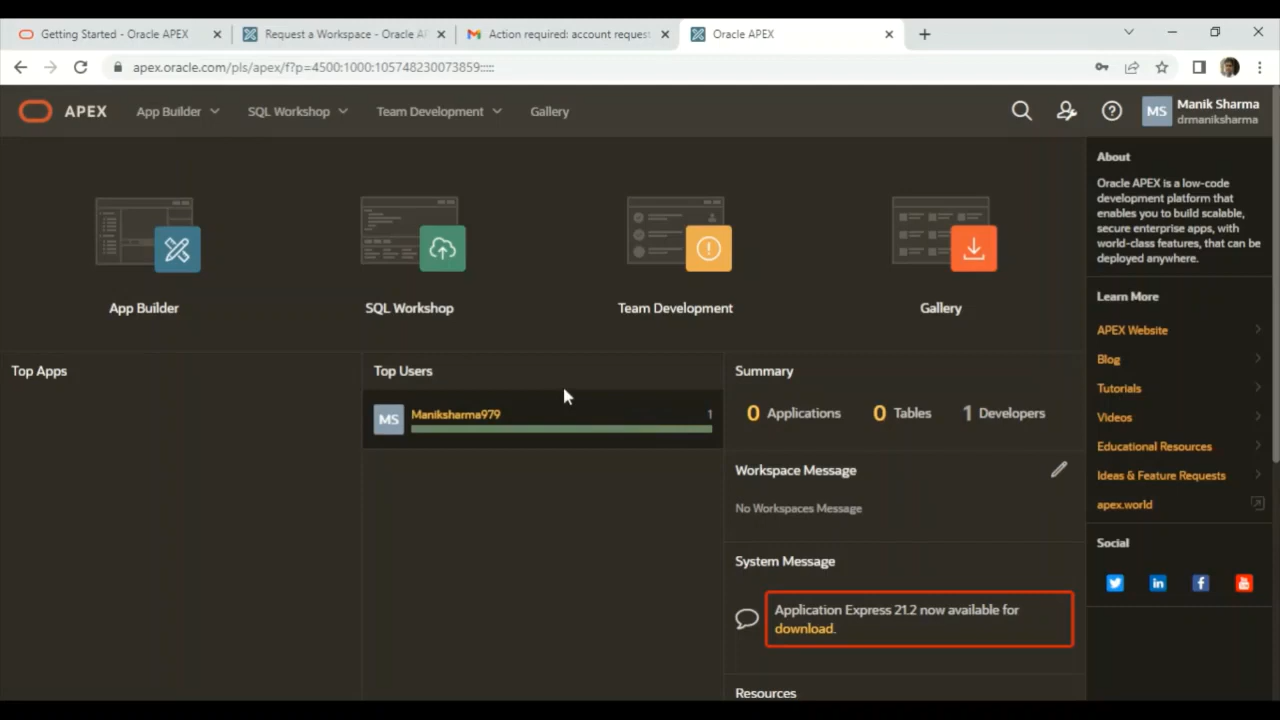 Getting Started - Oracle APEX
Request a Workspace - Oracle AP
Action required: account request
Oracle APEX
apex.oracle.com/pls/apex/f?p=4500:1000:105748230073859:::::
APEX
App Builder
SQL Workshop
Team Development
Gallery
MS
Manik Sharma
drmaniksharma
App Builder
SQL Workshop
Team Development
Gallery
Top Apps
Top Users
MS
Maniksharma979
1
Summary
0 Applications
0 Tables
1 Developers
Workspace Message
No Workspaces Message
System Message
Application Express 21.2 now available for
download.
Resources
About
Oracle APEX is a low-code
development platform that
enables you to build scalable,
secure enterprise apps, with
world-class features, that can be
deployed anywhere.
Learn More
APEX Website
Blog
Tutorials
Videos
Educational Resources
Ideas & Feature Requests
apex.world
Social